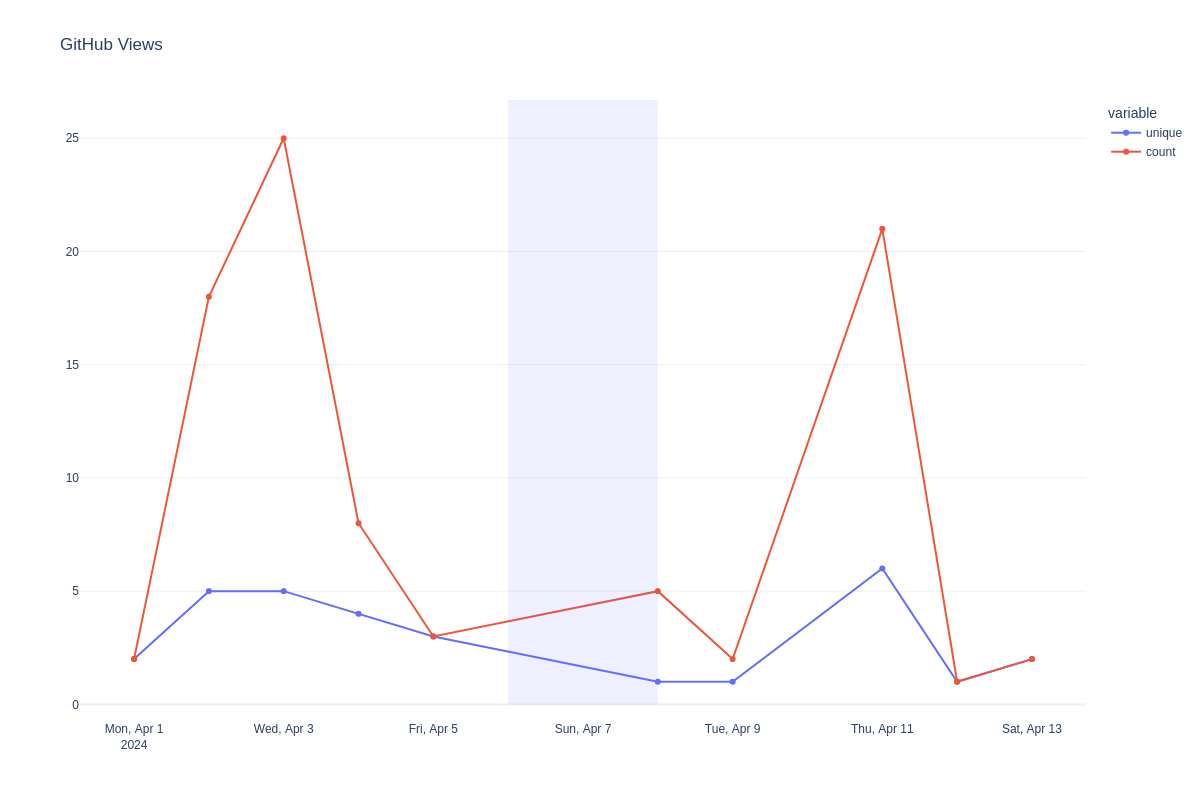 GitHub Views
variable
unique
count
25
20
15
10
5
0
Mon, Apr 1
2024
Wed, Apr 3
Fri, Apr 5
Sun, Apr 7
Tue, Apr 9
Thu, Apr 11
Sat, Apr 13